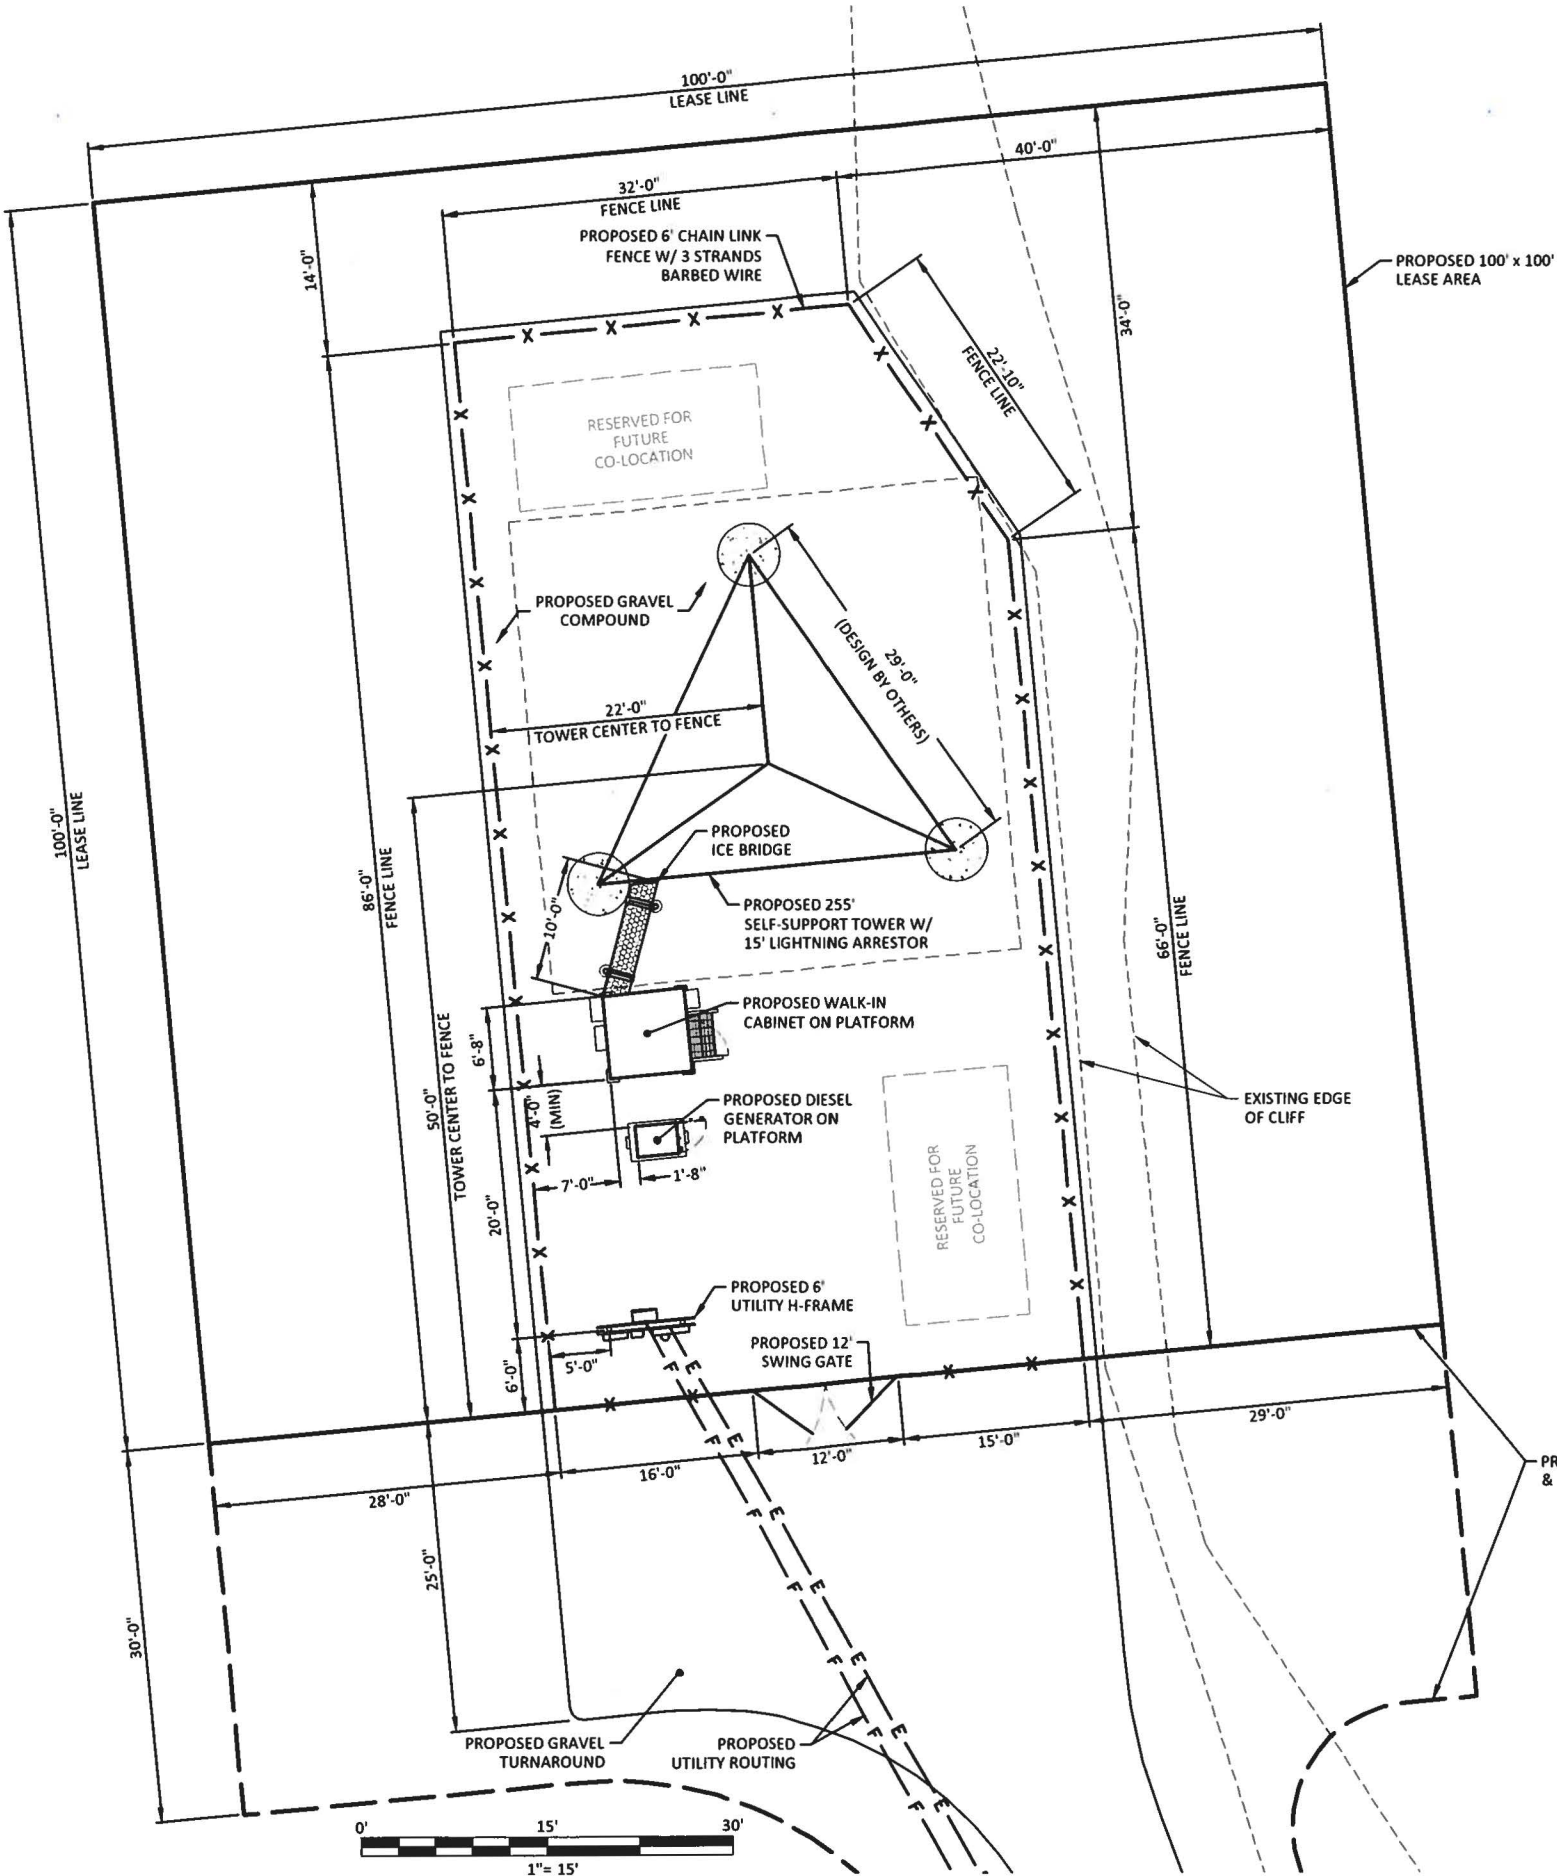 100'-0"
LEASE LINE
40'-0"
32'-0"
FENCE LINE
PROPOSED 6' CHAIN LINK
FENCE W/ 3 STRANDS
BARBED WIRE
14'-0"
PROPOSED 100' x 100'
LEASE AREA
34'-0"
22'-10"
FENCE LINE
RESERVED FOR
FUTURE
CO-LOCATION
PROPOSED GRAVEL
COMPOUND
29'-0"
(DESIGN BY OTHERS)
22'-0"
TOWER CENTER TO FENCE
100'-0"
LEASE LINE
86'-0"
FENCE LINE
PROPOSED
ICE BRIDGE
10'-0"
PROPOSED 255'
SELF-SUPPORT TOWER W/
15' LIGHTNING ARRESTOR
66'-0"
FENCE LINE
PROPOSED WALK-IN
CABINET ON PLATFORM
50'-0"
TOWER CENTER TO FENCE
6'-8"
4'-0"
(MIN)
PROPOSED DIESEL
GENERATOR ON
PLATFORM
EXISTING EDGE
OF CLIFF
7'-0"
1'-8"
20'-0"
RESERVED FOR
FUTURE
CO-LOCATION
PROPOSED 6'
UTILITY H-FRAME
PROPOSED 12'
SWING GATE
5'-0"
6'-0"
29'-0"
15'-0"
12'-0"
16'-0"
28'-0"
PR
&
25'-0"
30'-0"
PROPOSED GRAVEL
TURNAROUND
PROPOSED
UTILITY ROUTING
0' 15' 30'
1"= 15'